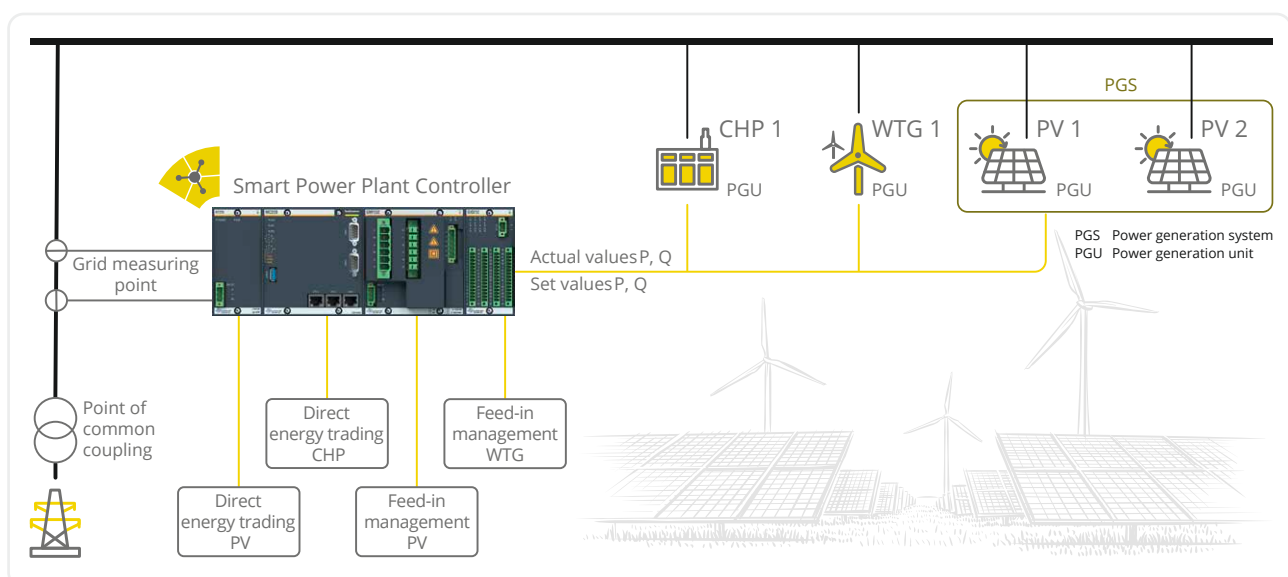 PGS
CHP 1
PGU
WTG 1
PGU
PV 1
PGU
PV 2
PGU
PGS Power generation system
PGU Power generation unit
Smart Power Plant Controller
Grid measuring
point
Actual values P, Q
Set values P, Q
Point of
common
coupling
Direct
energy trading
CHP
Feed-in
management
WTG
Direct
energy trading
PV
Feed-in
management
PV